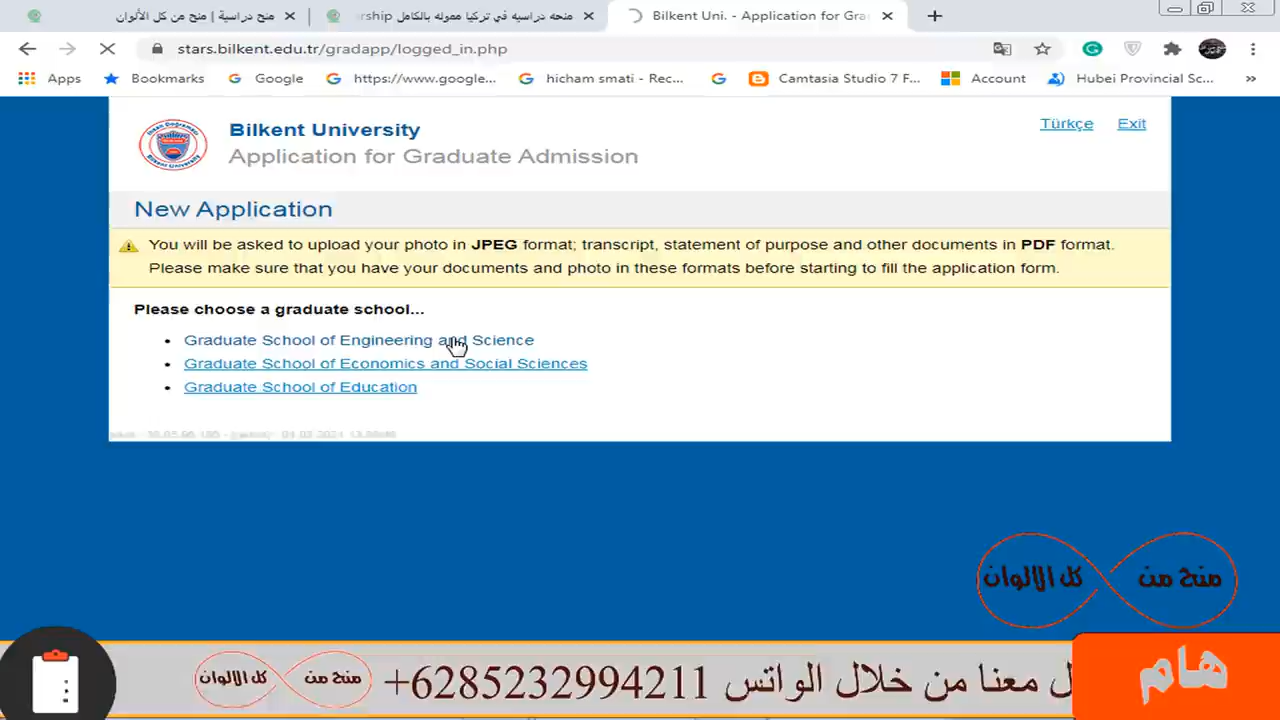 منح دراسية | منح من كل الألوان
منحه دراسيه في تركيا مموله بالكامل rship
Bilkent Uni. - Application for Gra
stars.bilkent.edu.tr/gradapp/logged_in.php
Apps Bookmarks Google https://www.google... hicham smati - Rec... Camtasia Studio 7 F... Account Hubei Provincial Sc... »
Türkçe Exit
Bilkent University
Application for Graduate Admission
New Application
You will be asked to upload your photo in JPEG format; transcript, statement of purpose and other documents in PDF format.
Please make sure that you have your documents and photo in these formats before starting to fill the application form.
Please choose a graduate school...
• Graduate School of Engineering and Science
• Graduate School of Economics and Social Sciences
• Graduate School of Education
منح من كل الالوان
هام
ل معنا من خلال الواتس +6285232994211
منح من كل الالوان